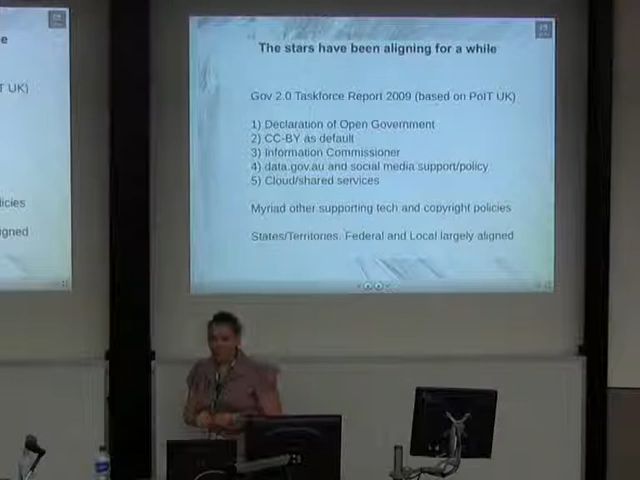 The stars have been aligning for a while
Gov 2.0 Taskforce Report 2009 (based on PoIT UK)
1) Declaration of Open Government
2) CC-BY as default
3) Information Commissioner
4) data.gov.au and social media support/policy
5) Cloud/shared services
Myriad other supporting tech and copyright policies
States/Territories. Federal and Local largely aligned
e
T UK)
licies
igned